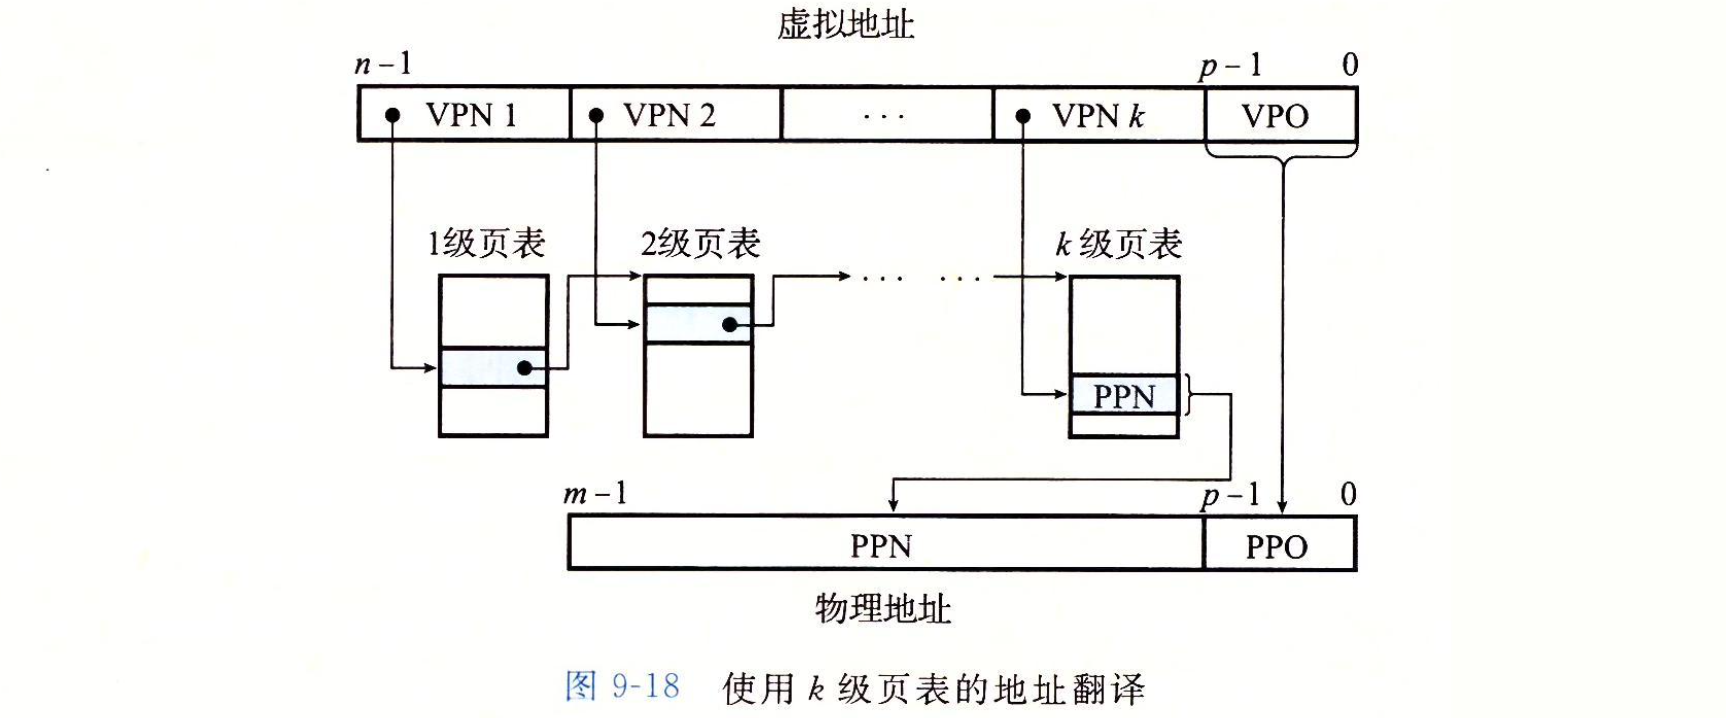 虚拟地址
n-1 p-1 0
VPN 1 VPN 2 ... VPN k VPO
1级页表 2级页表 k 级页表
... ...
PPN
m-1 p-1 0
PPN PPO
物理地址
图 9-18 使用 k 级页表的地址翻译